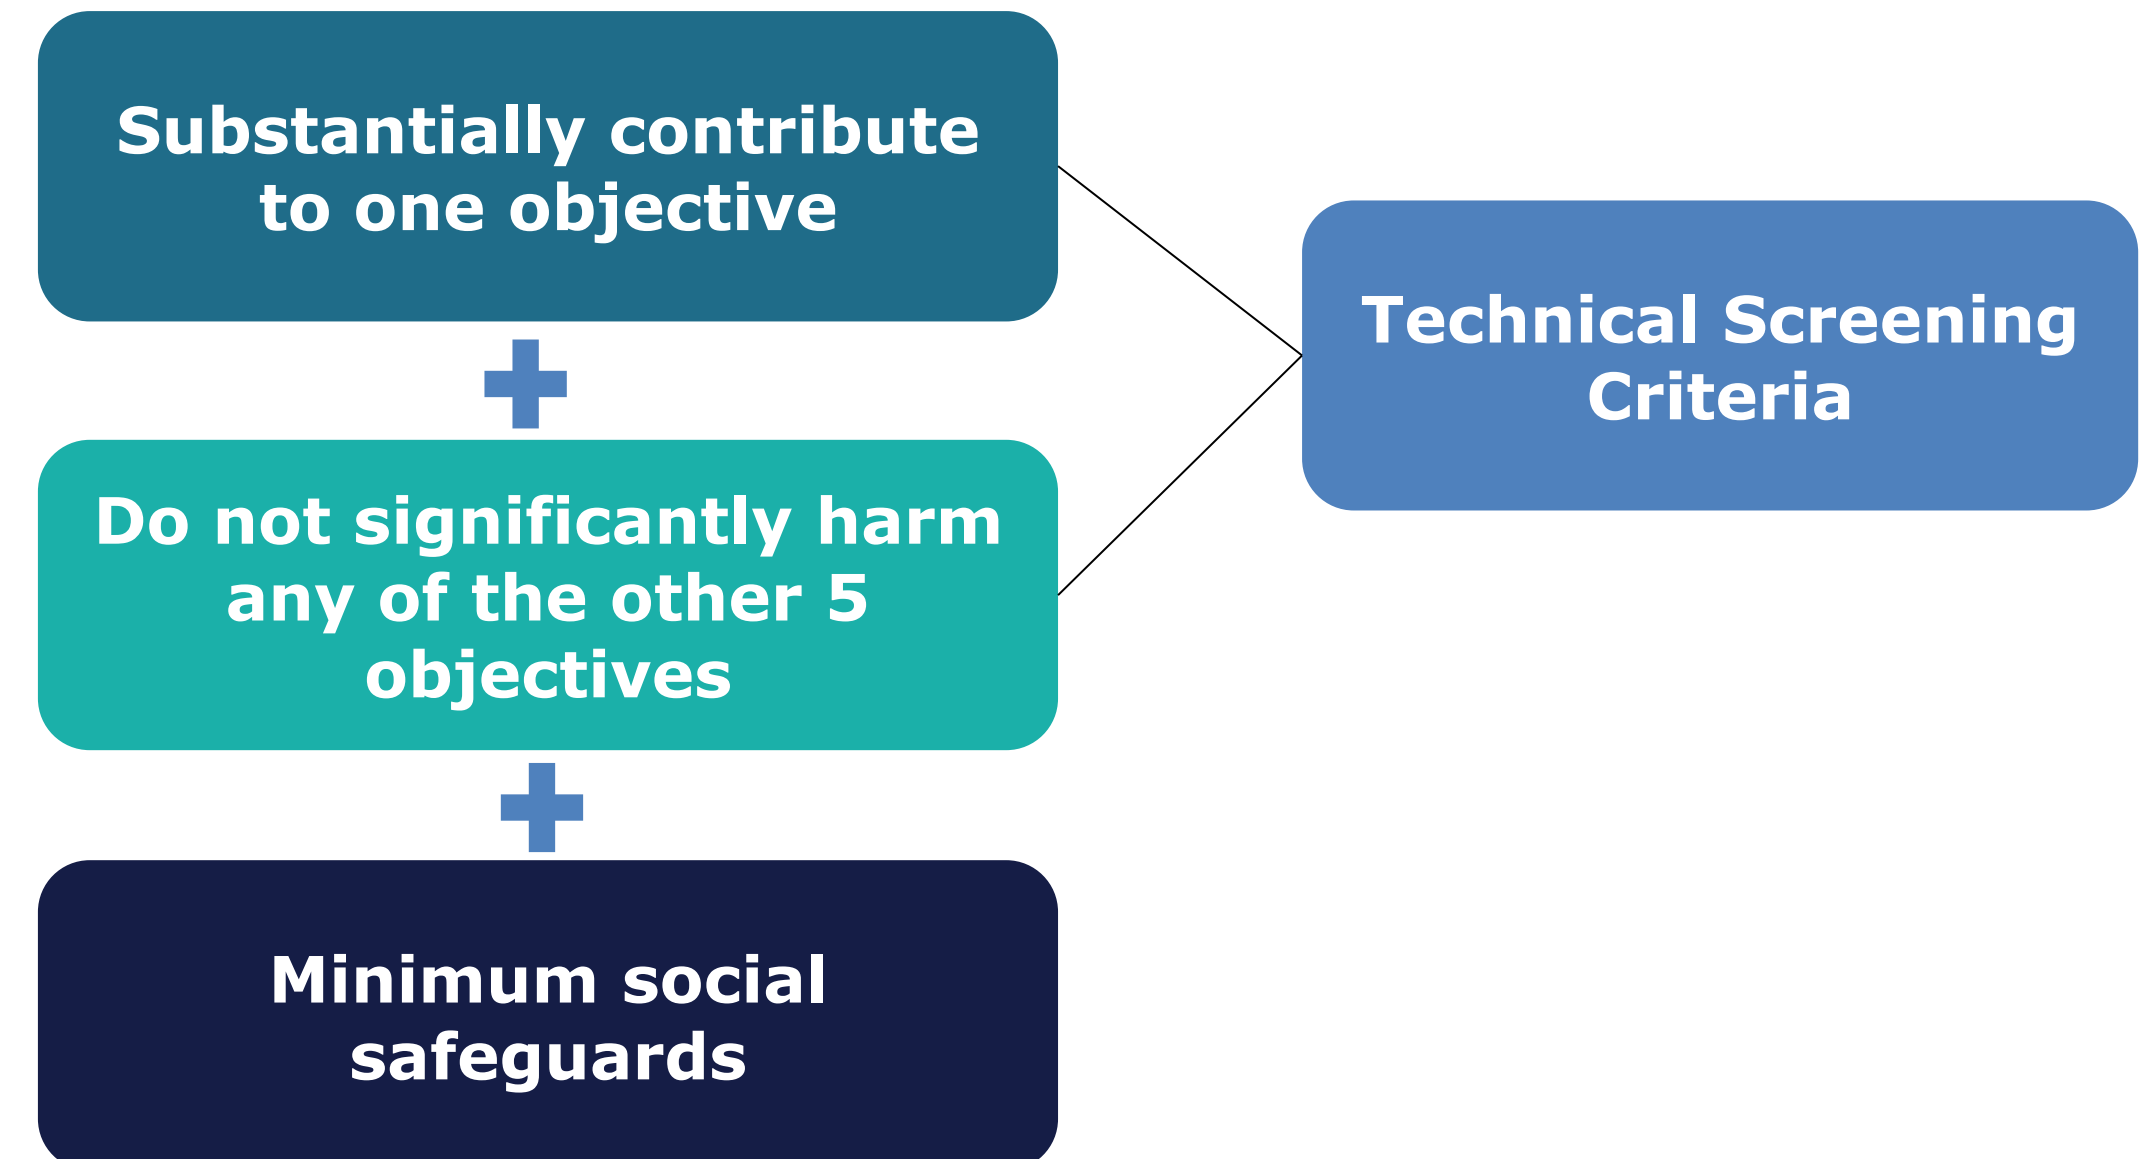 Substantially contribute
to one objective
Technical Screening
Criteria
Do not significantly harm
any of the other 5
objectives
Minimum social
safeguards